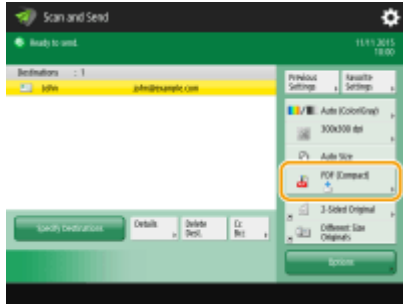 Scan and Send
Ready to send.
11/11 2015
18:00
Destinations : 1
John
john@example.com
Previous
Settings
Favorite
Settings
Auto (Color/Gray)
300x300 dpi
Auto Size
PDF (Compact)
2-Sided Original
Different Size
Originals
Specify Destinations
Details
Delete
Dest.
Cc
Bcc
Options